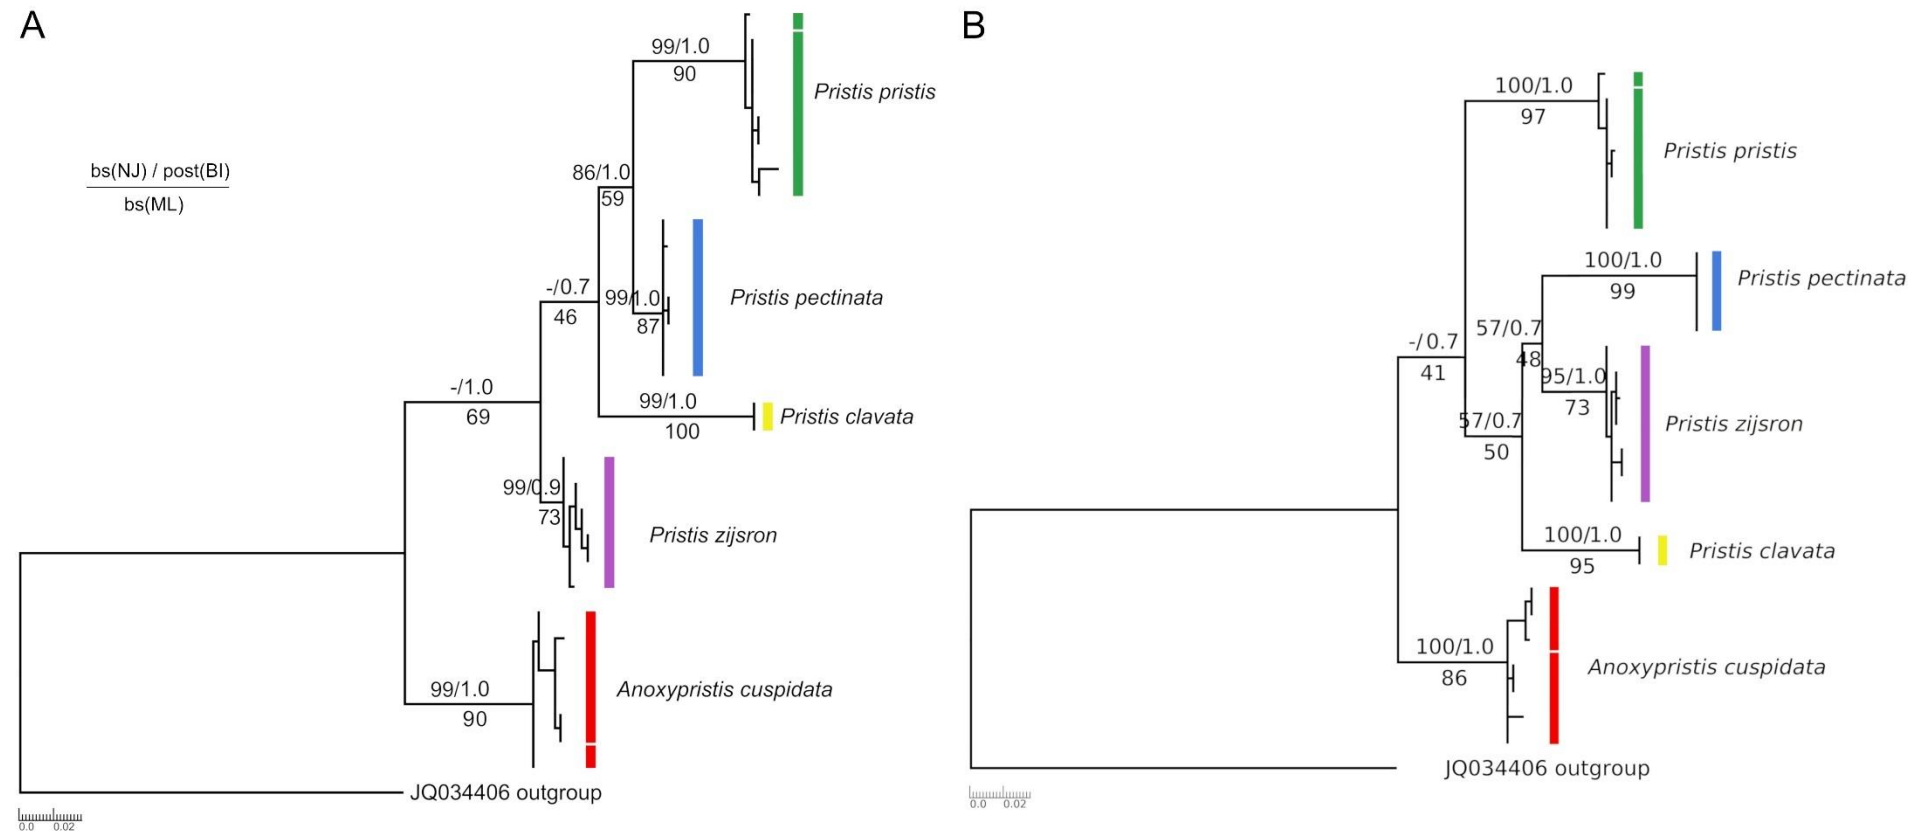 A
99/1.0
90
Pristis pristis
bs(NJ) / post(BI)
bs(ML)
86/1.0
59
-/0.7
46
99/1.0
87
Pristis pectinata
-/1.0
69
99/1.0
100
Pristis clavata
99/0.9
73
Pristis zijsron
99/1.0
90
Anoxypristis cuspidata
JQ034406 outgroup
0.0 0.02
B
100/1.0
97
Pristis pristis
100/1.0
99
Pristis pectinata
-/0.7
41
57/0.7
48
95/1.0
73
Pristis zijsron
57/0.7
50
100/1.0
95
Pristis clavata
100/1.0
86
Anoxypristis cuspidata
JQ034406 outgroup
0.0 0.02